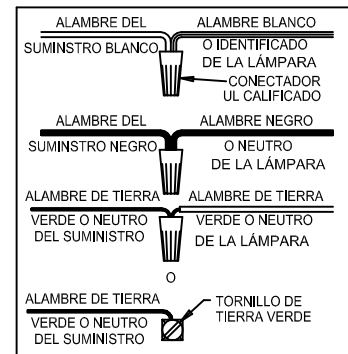 ALAMBRE DEL
SUMINSTRO BLANCO
ALAMBRE BLANCO
O IDENTIFICADO
DE LA LÁMPARA
CONECTADOR
UL CALIFICADO
ALAMBRE DEL
SUMINSTRO NEGRO
ALAMBRE NEGRO
O NEUTRO
DE LA LÁMPARA
ALAMBRE DE TIERRA
VERDE O NEUTRO
DEL SUMINISTRO
ALAMBRE DE TIERRA
VERDE O NEUTRO
DE LA LÁMPARA
O
ALAMBRE DE TIERRA
VERDE O NEUTRO
DEL SUMINISTRO
TORNILLO DE
TIERRA VERDE